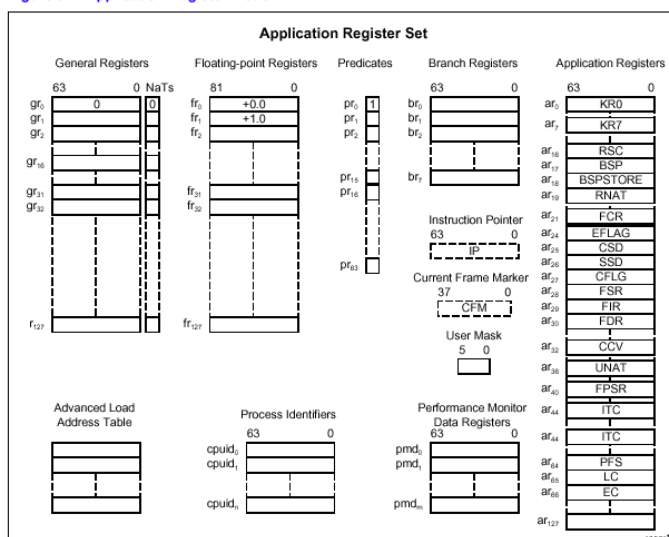 Application Register Set
General Registers
63 0 NaTs
gr0 0 0
gr1
gr2
gr16
gr31
gr32
r127
Floating-point Registers
81 0
fr0 +0.0
fr1 +1.0
fr2
fr31
fr32
fr127
Predicates
pr0 1
pr1
pr2
pr15
pr16
pr63
Branch Registers
63 0
br0
br1
br2
br7
Instruction Pointer
63 0
IP
Current Frame Marker
37 0
CFM
User Mask
5 0
Application Registers
63 0
ar0 KR0
ar7 KR7
ar16 RSC
ar17 BSP
ar18 BSPSTORE
ar19 RNAT
ar21 FCR
ar24 EFLAG
ar25 CSD
ar26 SSD
ar27 CFLG
ar28 FSR
ar29 FIR
ar30 FDR
ar32 CCV
ar36 UNAT
ar40 FPSR
ar44 ITC
ar44 ITC
ar64 PFS
ar65 LC
ar66 EC
ar127
Advanced Load
Address Table
Process Identifiers
63 0
cpuid0
cpuid1
cpuidn
Performance Monitor
Data Registers
63 0
pmd0
pmd1
pmdm